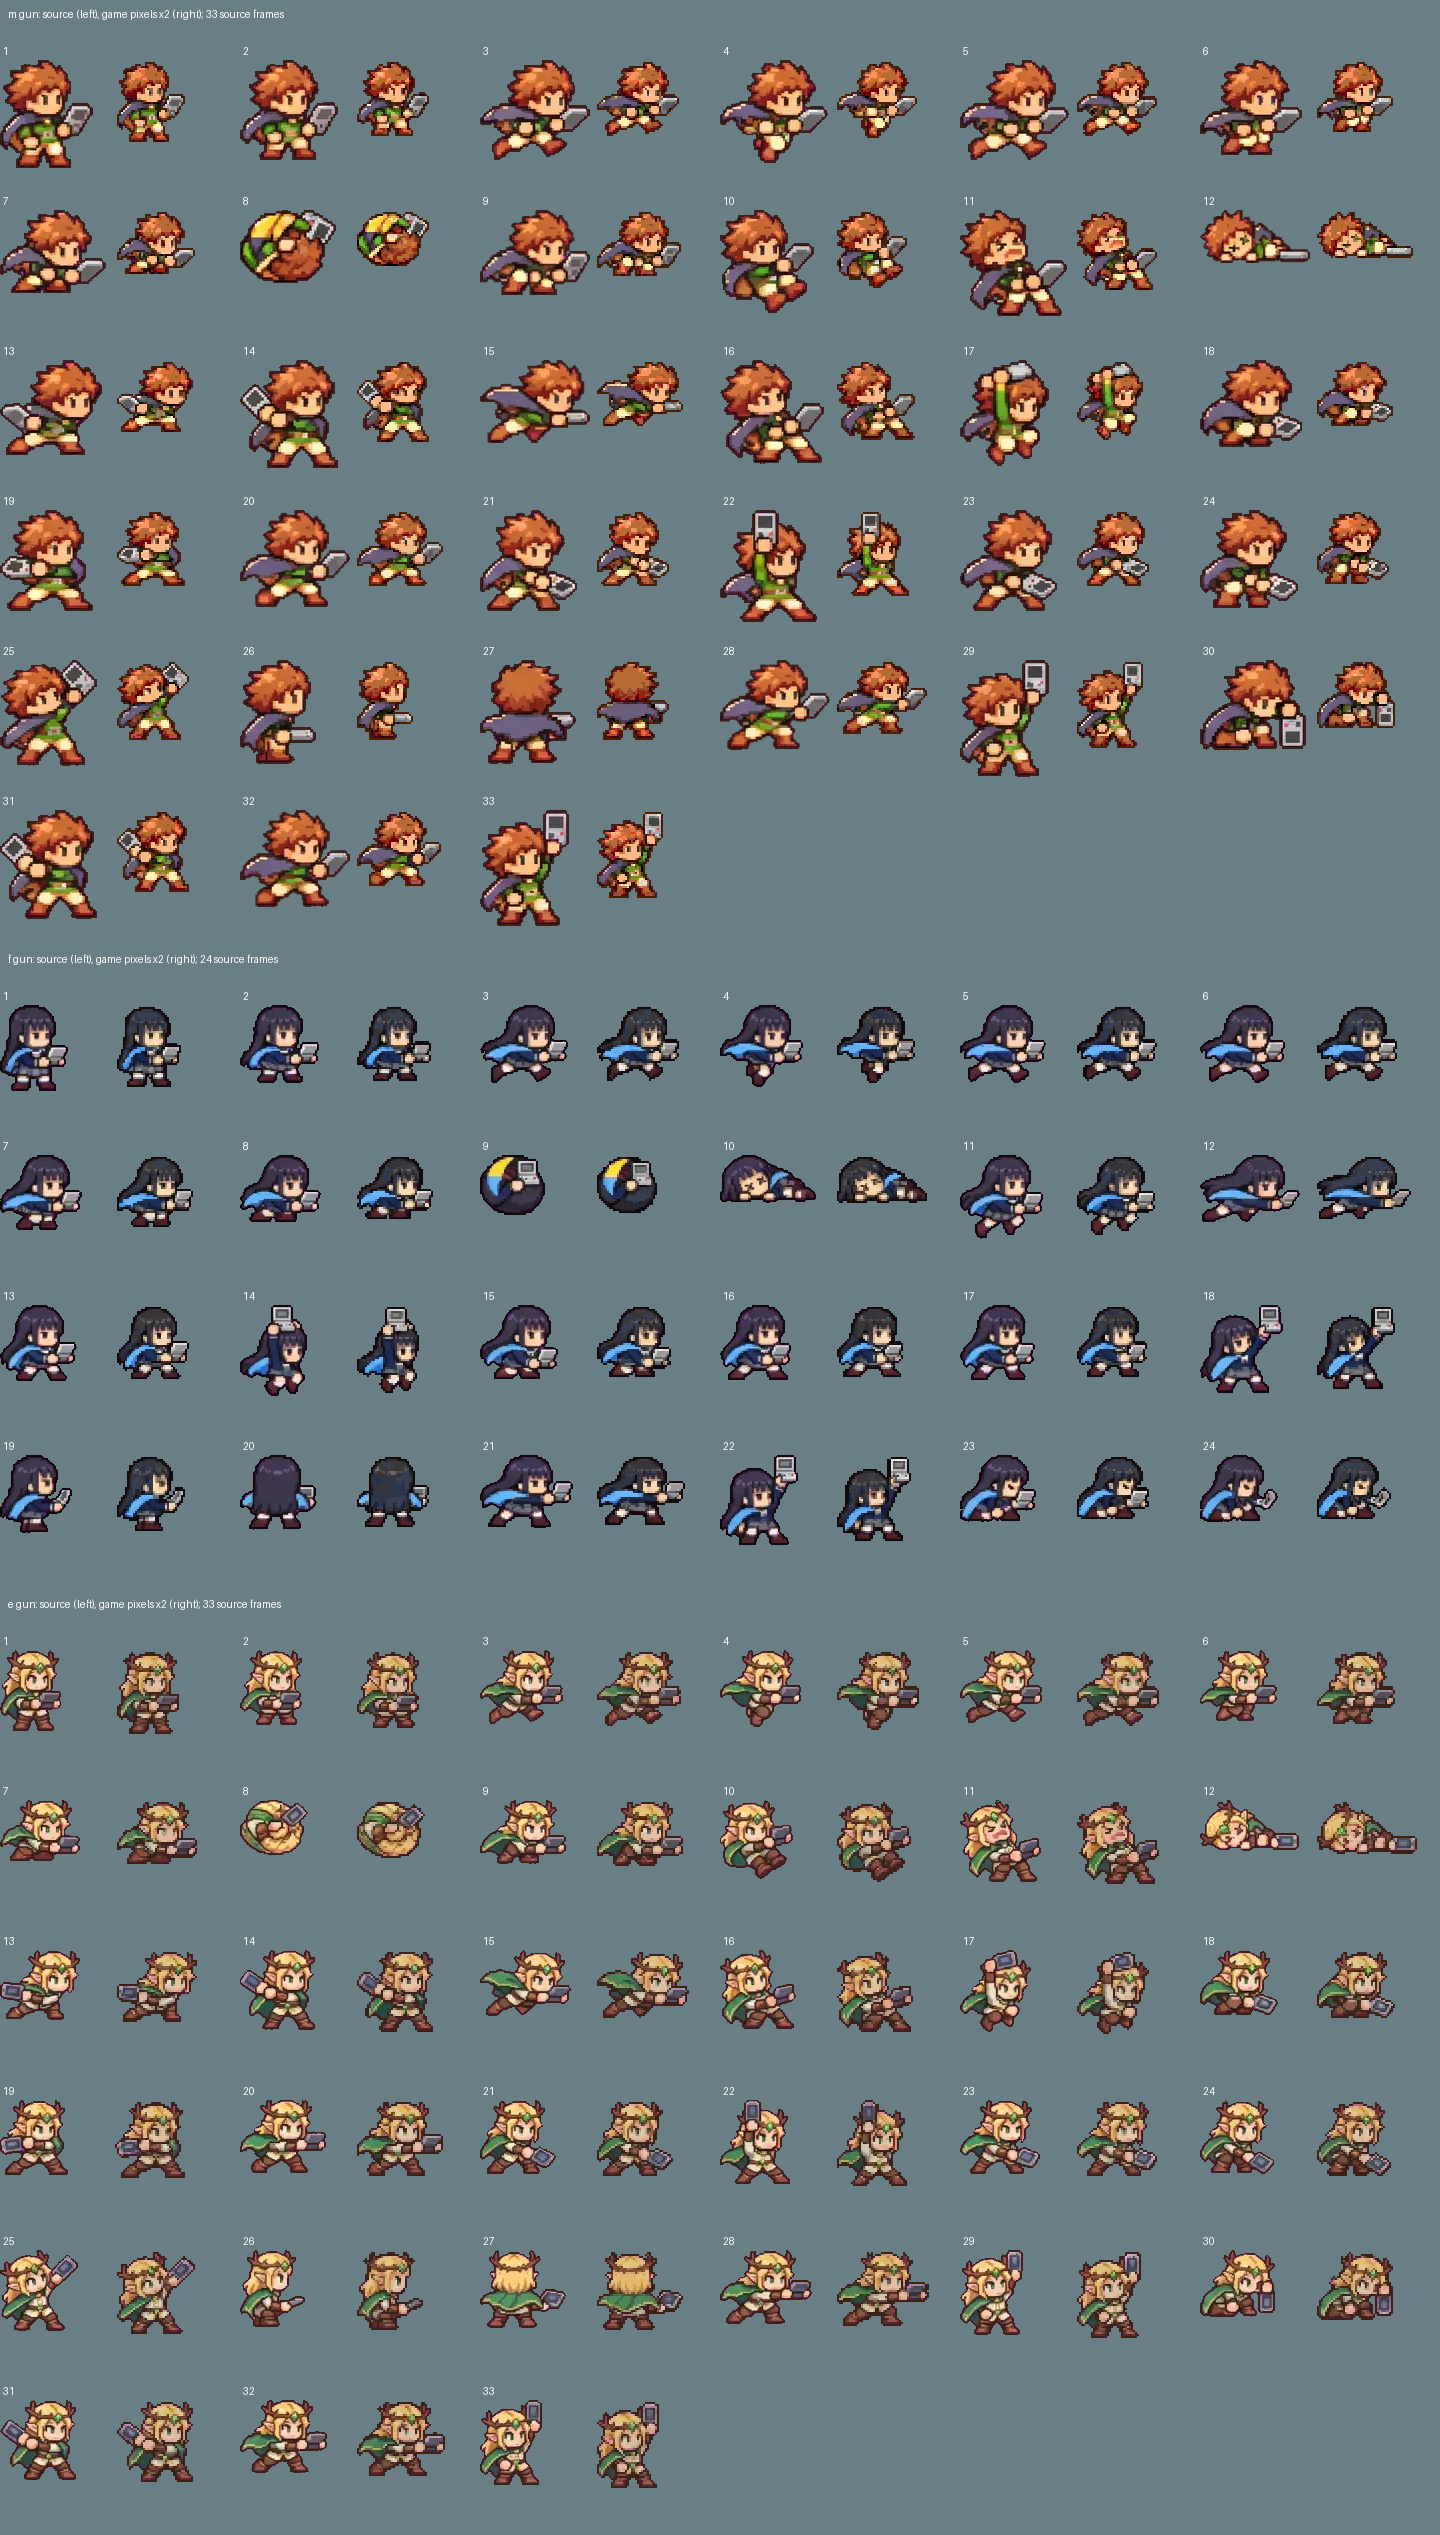 m gun: source (left), game pixels x2 (right); 33 source frames
1 2 3 4 5 6
7 8 9 10 11 12
13 14 15 16 17 18
19 20 21 22 23 24
25 26 27 28 29 30
31 32 33
f gun: source (left), game pixels x2 (right); 24 source frames
1 2 3 4 5 6
7 8 9 10 11 12
13 14 15 16 17 18
19 20 21 22 23 24
e gun: source (left), game pixels x2 (right); 33 source frames
1 2 3 4 5 6
7 8 9 10 11 12
13 14 15 16 17 18
19 20 21 22 23 24
25 26 27 28 29 30
31 32 33